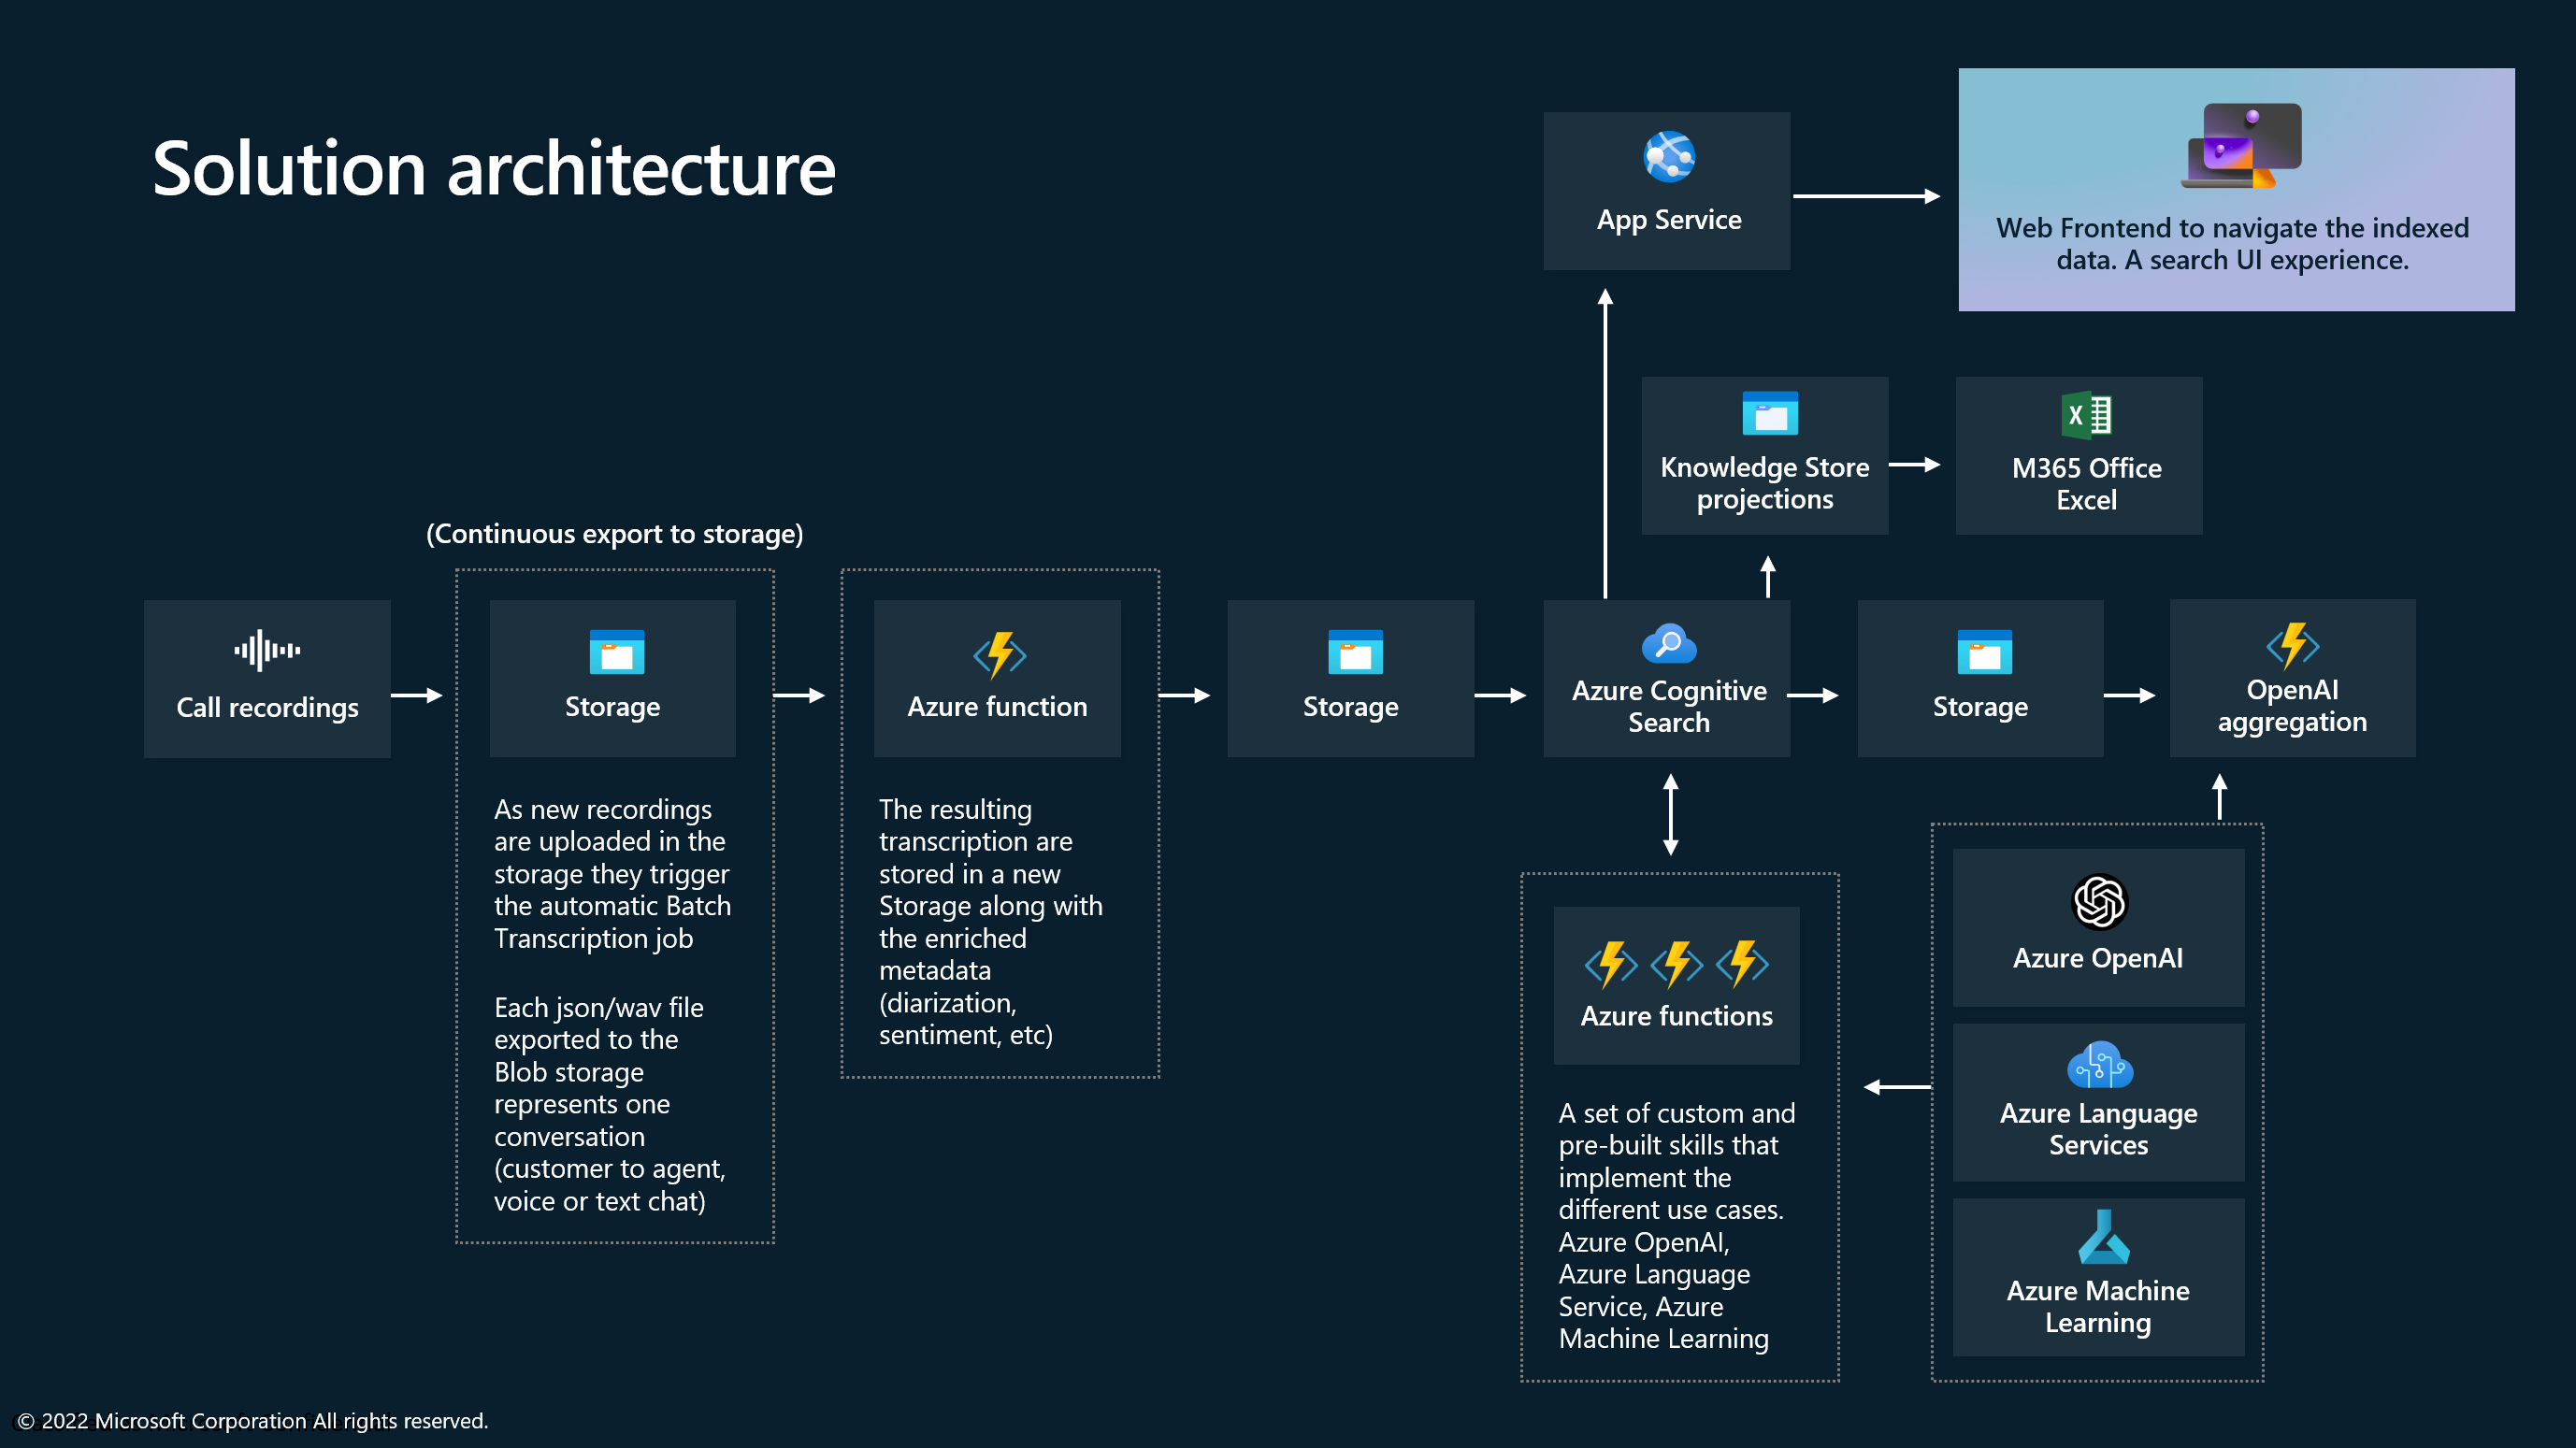 Solution architecture
App Service
Web Frontend to navigate the indexed
data. A search UI experience.
Knowledge Store
projections
X
M365 Office
Excel
(Continuous export to storage)
Call recordings
Storage
Azure function
Storage
Azure Cognitive
Search
Storage
OpenAI
aggregation
As new recordings
are uploaded in the
storage they trigger
the automatic Batch
Transcription job
Each json/wav file
exported to the
Blob storage
represents one
conversation
(customer to agent,
voice or text chat)
The resulting
transcription are
stored in a new
Storage along with
the enriched
metadata
(diarization,
sentiment, etc)
Azure functions
A set of custom and
pre-built skills that
implement the
different use cases.
Azure OpenAI,
Azure Language
Service, Azure
Machine Learning
Azure OpenAI
Azure Language
Services
Azure Machine
Learning
© 2022 Microsoft Corporation All rights reserved.